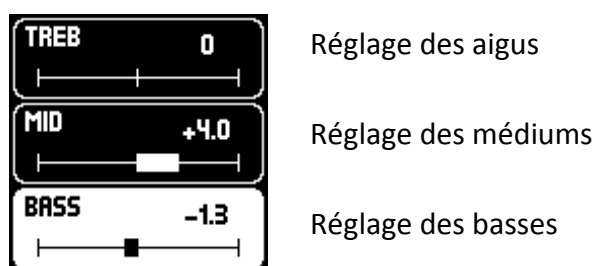 TREB 0 Réglage des aigus
MID +4.0 Réglage des médiums
BASS -1.3 Réglage des basses